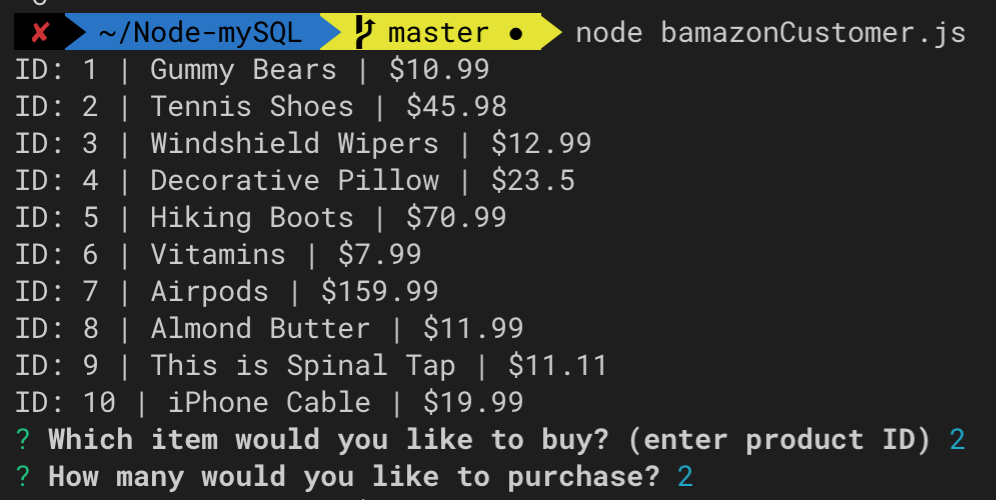 ✘ ~/Node-mySQL master ● node bamazonCustomer.js
ID: 1 | Gummy Bears | $10.99
ID: 2 | Tennis Shoes | $45.98
ID: 3 | Windshield Wipers | $12.99
ID: 4 | Decorative Pillow | $23.5
ID: 5 | Hiking Boots | $70.99
ID: 6 | Vitamins | $7.99
ID: 7 | Airpods | $159.99
ID: 8 | Almond Butter | $11.99
ID: 9 | This is Spinal Tap | $11.11
ID: 10 | iPhone Cable | $19.99
? Which item would you like to buy? (enter product ID) 2
? How many would you like to purchase? 2